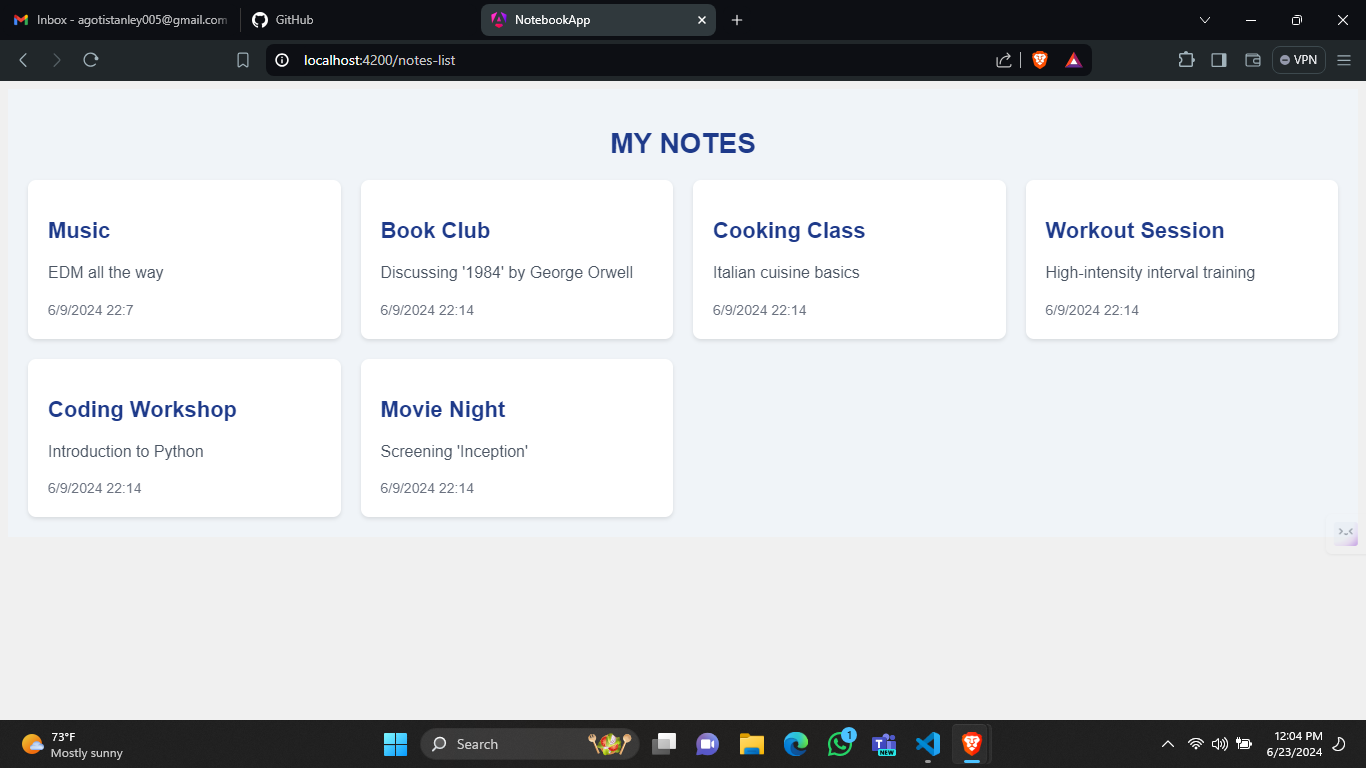 Inbox - agotistanley005@gmail.com
GitHub
NotebookApp
localhost:4200/notes-list
VPN
MY NOTES
Music
EDM all the way
6/9/2024 22:7
Book Club
Discussing '1984' by George Orwell
6/9/2024 22:14
Cooking Class
Italian cuisine basics
6/9/2024 22:14
Workout Session
High-intensity interval training
6/9/2024 22:14
Coding Workshop
Introduction to Python
6/9/2024 22:14
Movie Night
Screening 'Inception'
6/9/2024 22:14
73°F
Mostly sunny
Search
1
T
NEW
12:04 PM
6/23/2024